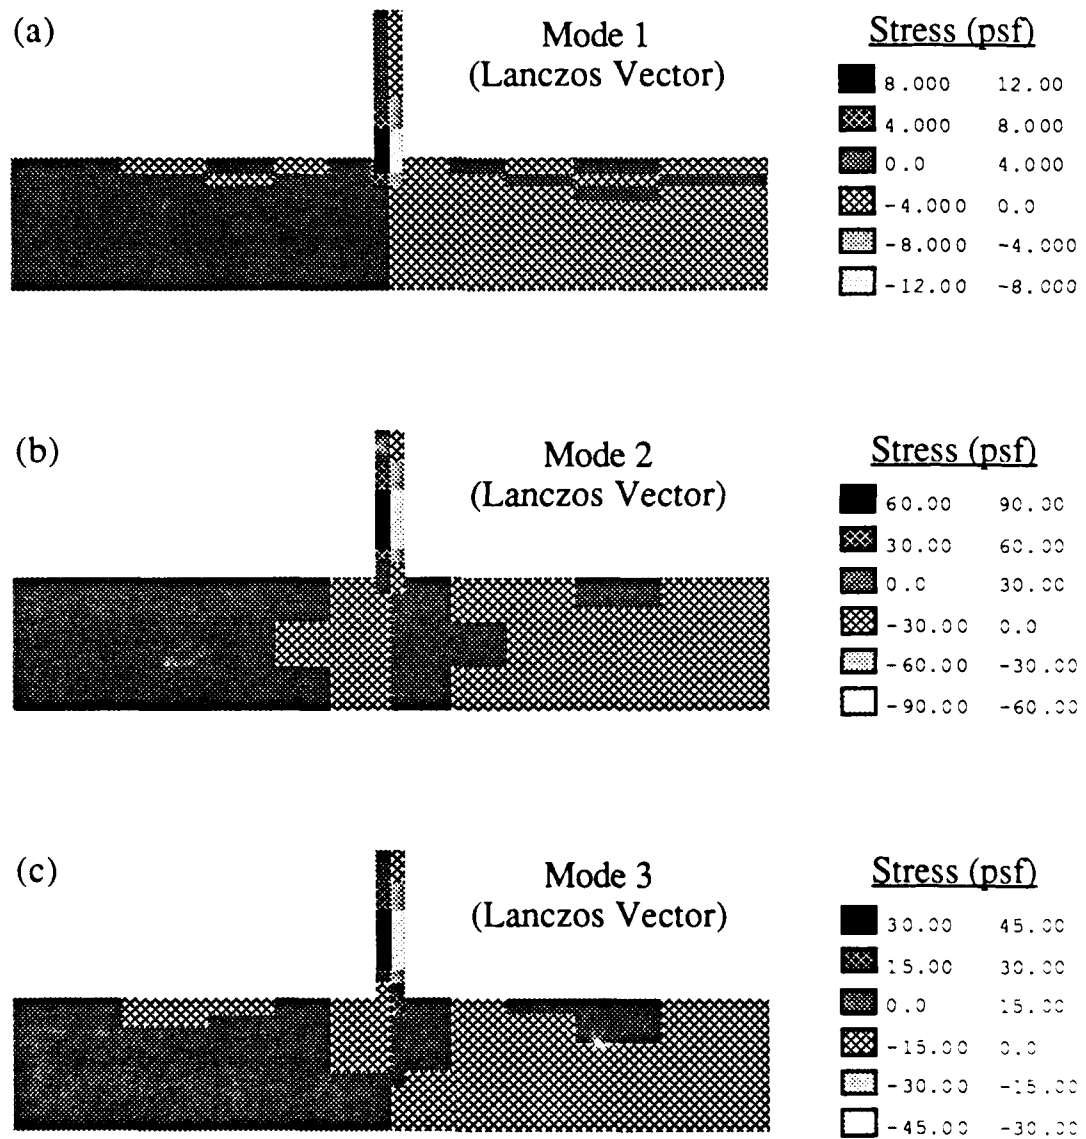 (a)
Mode 1
(Lanczos Vector)
Stress (psf)
8.000 12.00
4.000 8.000
0.0 4.000
-4.000 0.0
-8.000 -4.000
-12.00 -8.000
(b)
Mode 2
(Lanczos Vector)
Stress (psf)
60.00 90.00
30.00 60.00
0.0 30.00
-30.00 0.0
-60.00 -30.00
-90.00 -60.00
(c)
Mode 3
(Lanczos Vector)
Stress (psf)
30.00 45.00
15.00 30.00
0.0 15.00
-15.00 0.0
-30.00 -15.00
-45.00 -30.00